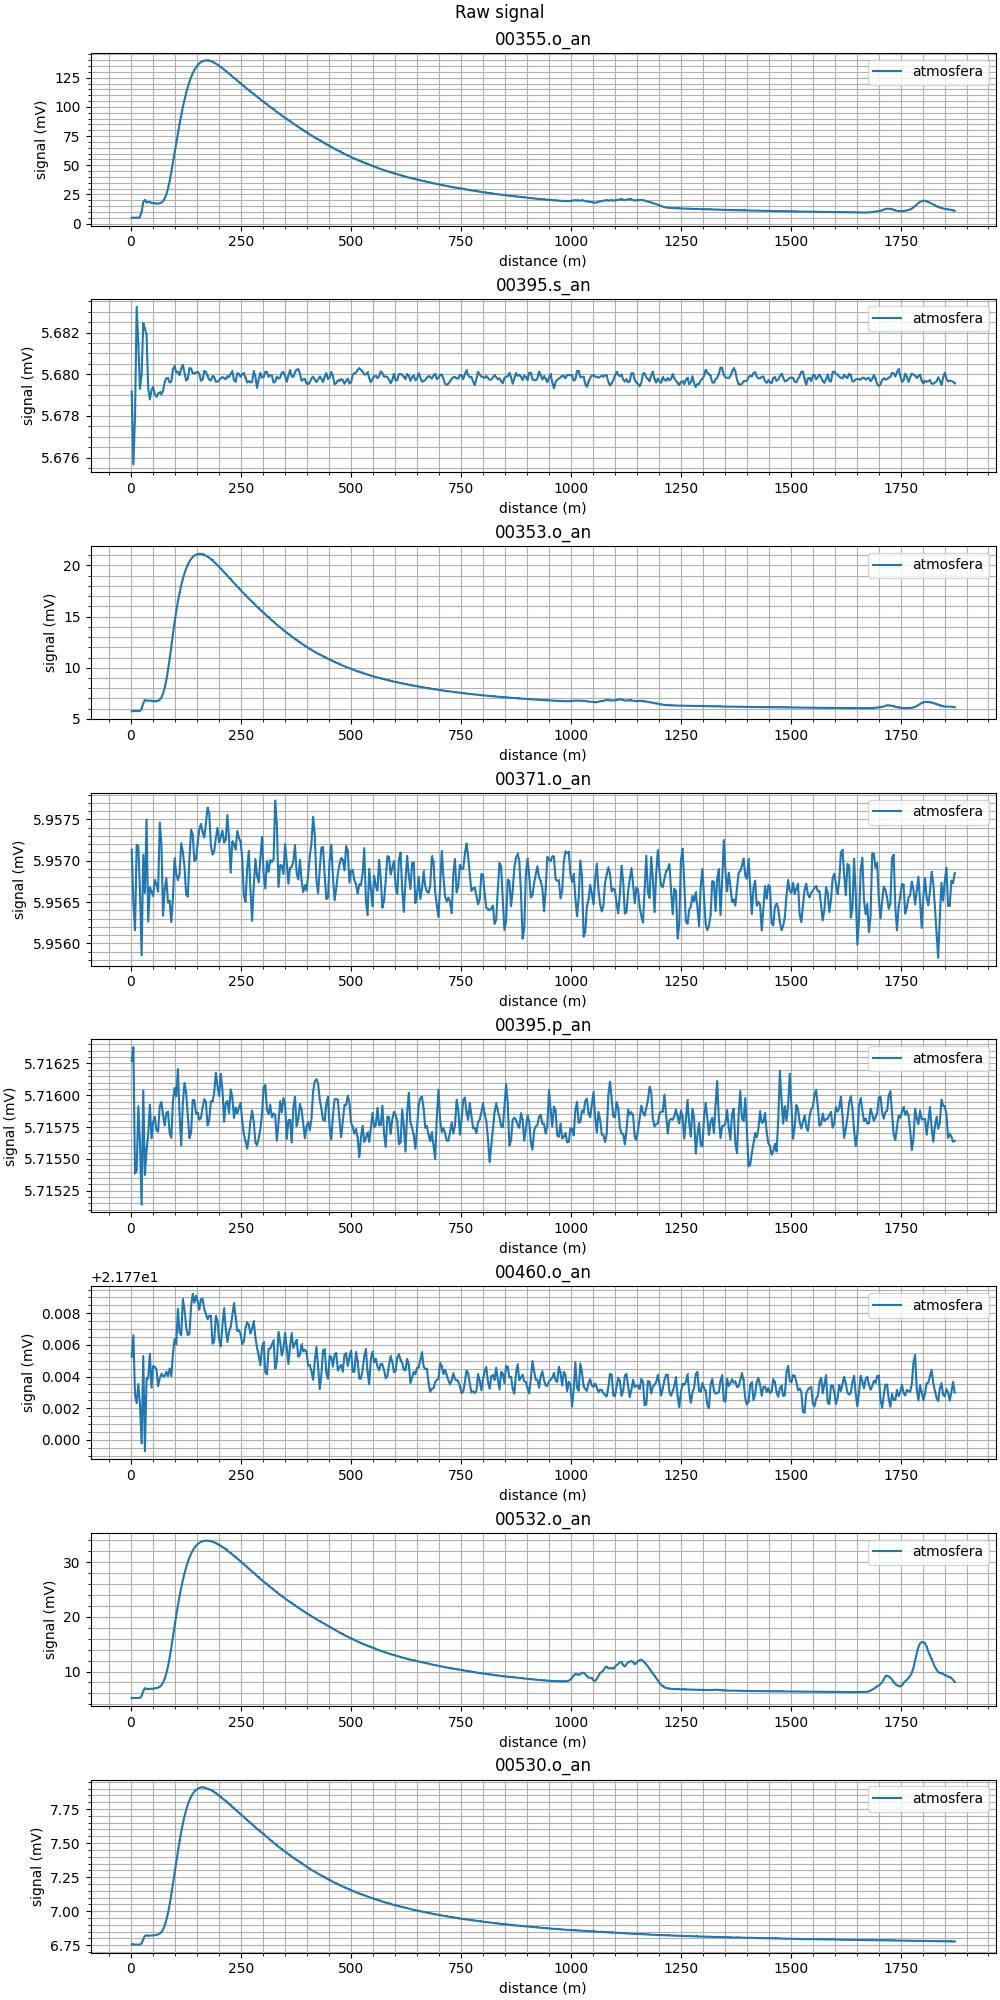 Raw signal
00355.o_an
signal (mV)
125
100
75
50
25
0
atmosfera
0 250 500 750 1000 1250 1500 1750
distance (m)
00395.s_an
signal (mV)
5.682
5.680
5.678
5.676
atmosfera
0 250 500 750 1000 1250 1500 1750
distance (m)
00353.o_an
signal (mV)
20
15
10
5
atmosfera
0 250 500 750 1000 1250 1500 1750
distance (m)
00371.o_an
signal (mV)
5.9575
5.9570
5.9565
5.9560
atmosfera
0 250 500 750 1000 1250 1500 1750
distance (m)
00395.p_an
signal (mV)
5.71625
5.71600
5.71575
5.71550
5.71525
atmosfera
0 250 500 750 1000 1250 1500 1750
distance (m)
00460.o_an
+2.177e1
signal (mV)
0.008
0.006
0.004
0.002
0.000
atmosfera
0 250 500 750 1000 1250 1500 1750
distance (m)
00532.o_an
signal (mV)
30
20
10
atmosfera
0 250 500 750 1000 1250 1500 1750
distance (m)
00530.o_an
signal (mV)
7.75
7.50
7.25
7.00
6.75
atmosfera
0 250 500 750 1000 1250 1500 1750
distance (m)